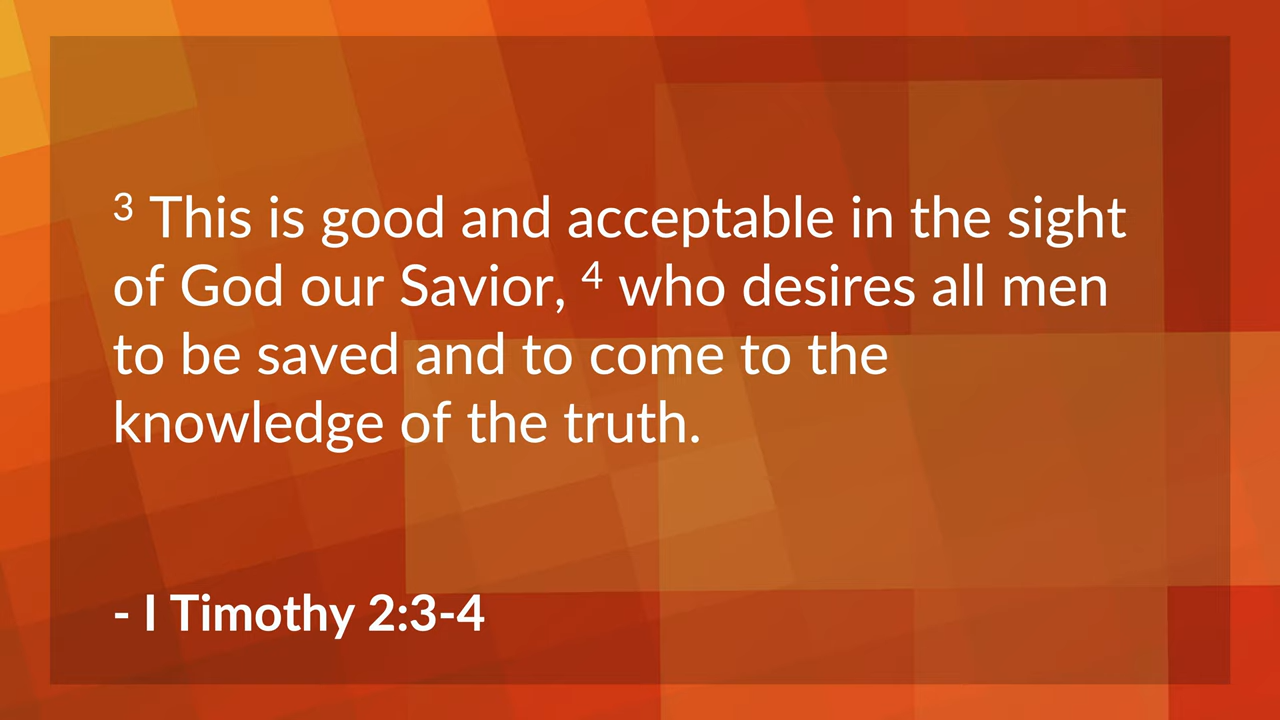 ³ This is good and acceptable in the sight
of God our Savior, ⁴ who desires all men
to be saved and to come to the
knowledge of the truth.
- I Timothy 2:3-4